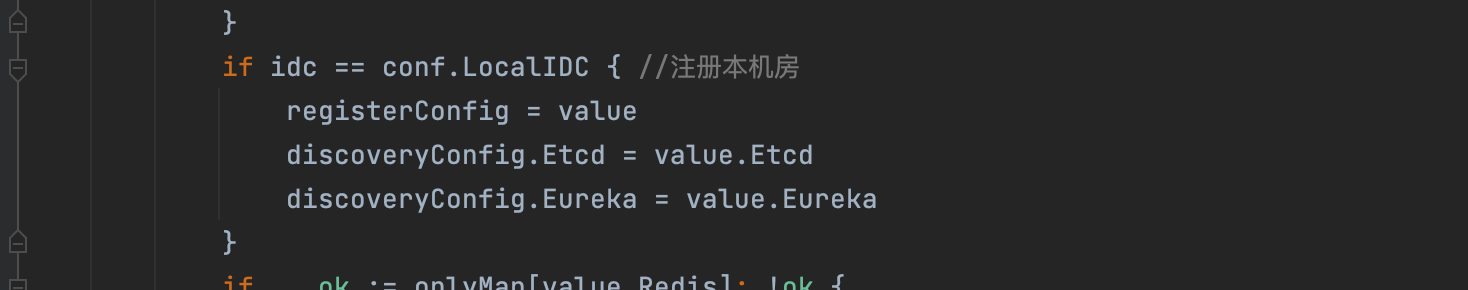 }
if idc == conf.LocalIDC { //注册本机房
registerConfig = value
discoveryConfig.Etcd = value.Etcd
discoveryConfig.Eureka = value.Eureka
}
if _, ok := onlyMap[value.Redis]; !ok {